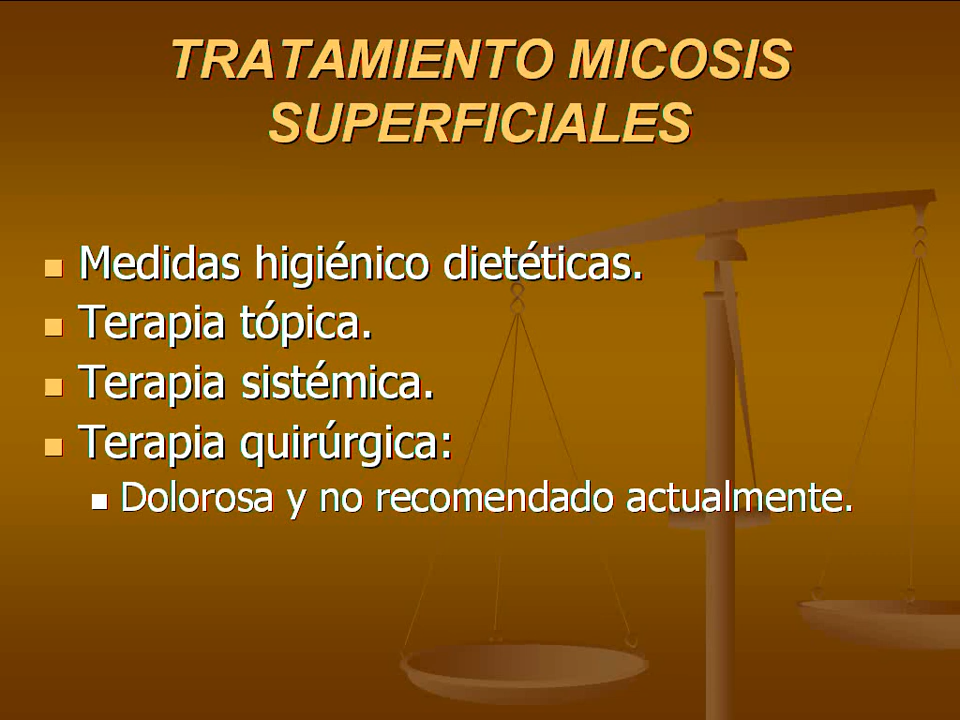 TRATAMIENTO MICOSIS
SUPERFICIALES
Medidas higiénico dietéticas.
Terapia tópica.
Terapia sistémica.
Terapia quirúrgica:
Dolorosa y no recomendado actualmente.